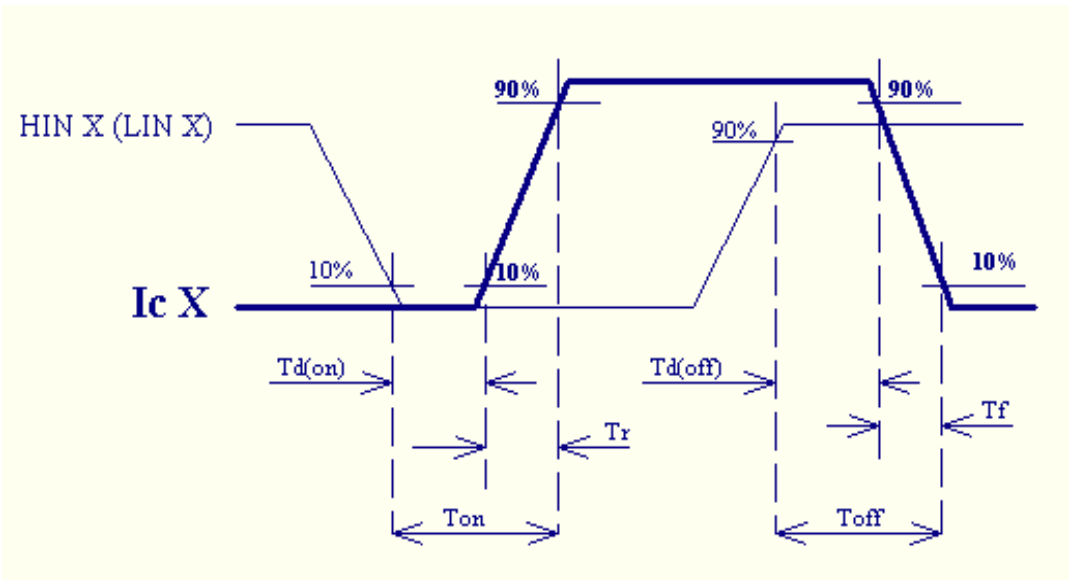 90%
90%
HIN X (LIN X)
90%
10%
10%
10%
Ic X
Td(on)
Td(off)
Tf
Tr
Ton
Toff